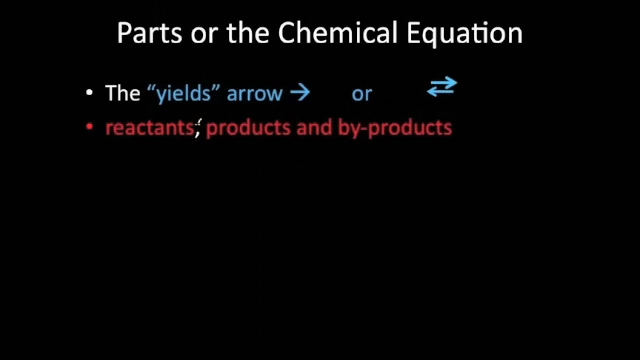 Parts or the Chemical Equation
• The “yields” arrow → or ⇄
• reactants, products and by-products